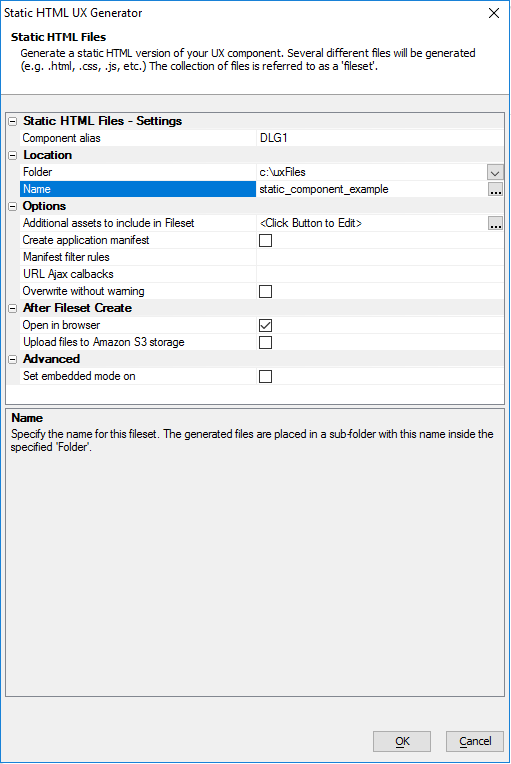 Static HTML UX Generator
Static HTML Files
Generate a static HTML version of your UX component. Several different files will be generated
(e.g. .html, .css, .js, etc.) The collection of files is referred to as a 'fileset'.
Static HTML Files - Settings
Component alias DLG1
Location
Folder c:\uxFiles
Name static_component_example
...
Options
Additional assets to include in Fileset <Click Button to Edit>
...
Create application manifest
Manifest filter rules
URL Ajax calbacks
Overwrite without warning
After Fileset Create
Open in browser
Upload files to Amazon S3 storage
Advanced
Set embedded mode on
Name
Specify the name for this fileset. The generated files are placed in a sub-folder with this name inside the
specified 'Folder'.
OK Cancel